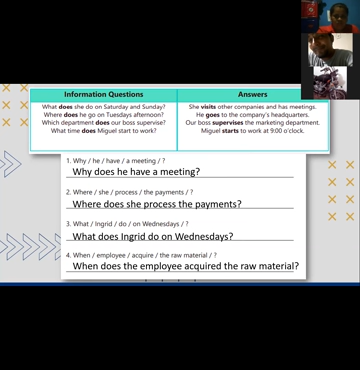 Information Questions
Answers
What does she do on Saturday and Sunday?
She visits other companies and has meetings.
Where does he go on Tuesdays afternoon?
He goes to the company's headquarters.
Which department does our boss supervise?
Our boss supervises the marketing department.
What time does Miguel start to work?
Miguel starts to work at 9:00 o'clock.
1. Why / he / have / a meeting / ?
Why does he have a meeting?
2. Where / she / process / the payments / ?
Where does she process the payments?
3. What / Ingrid / do / on Wednesdays / ?
What does Ingrid do on Wednesdays?
4. When / employee / acquire / the raw material / ?
When does the employee acquired the raw material?